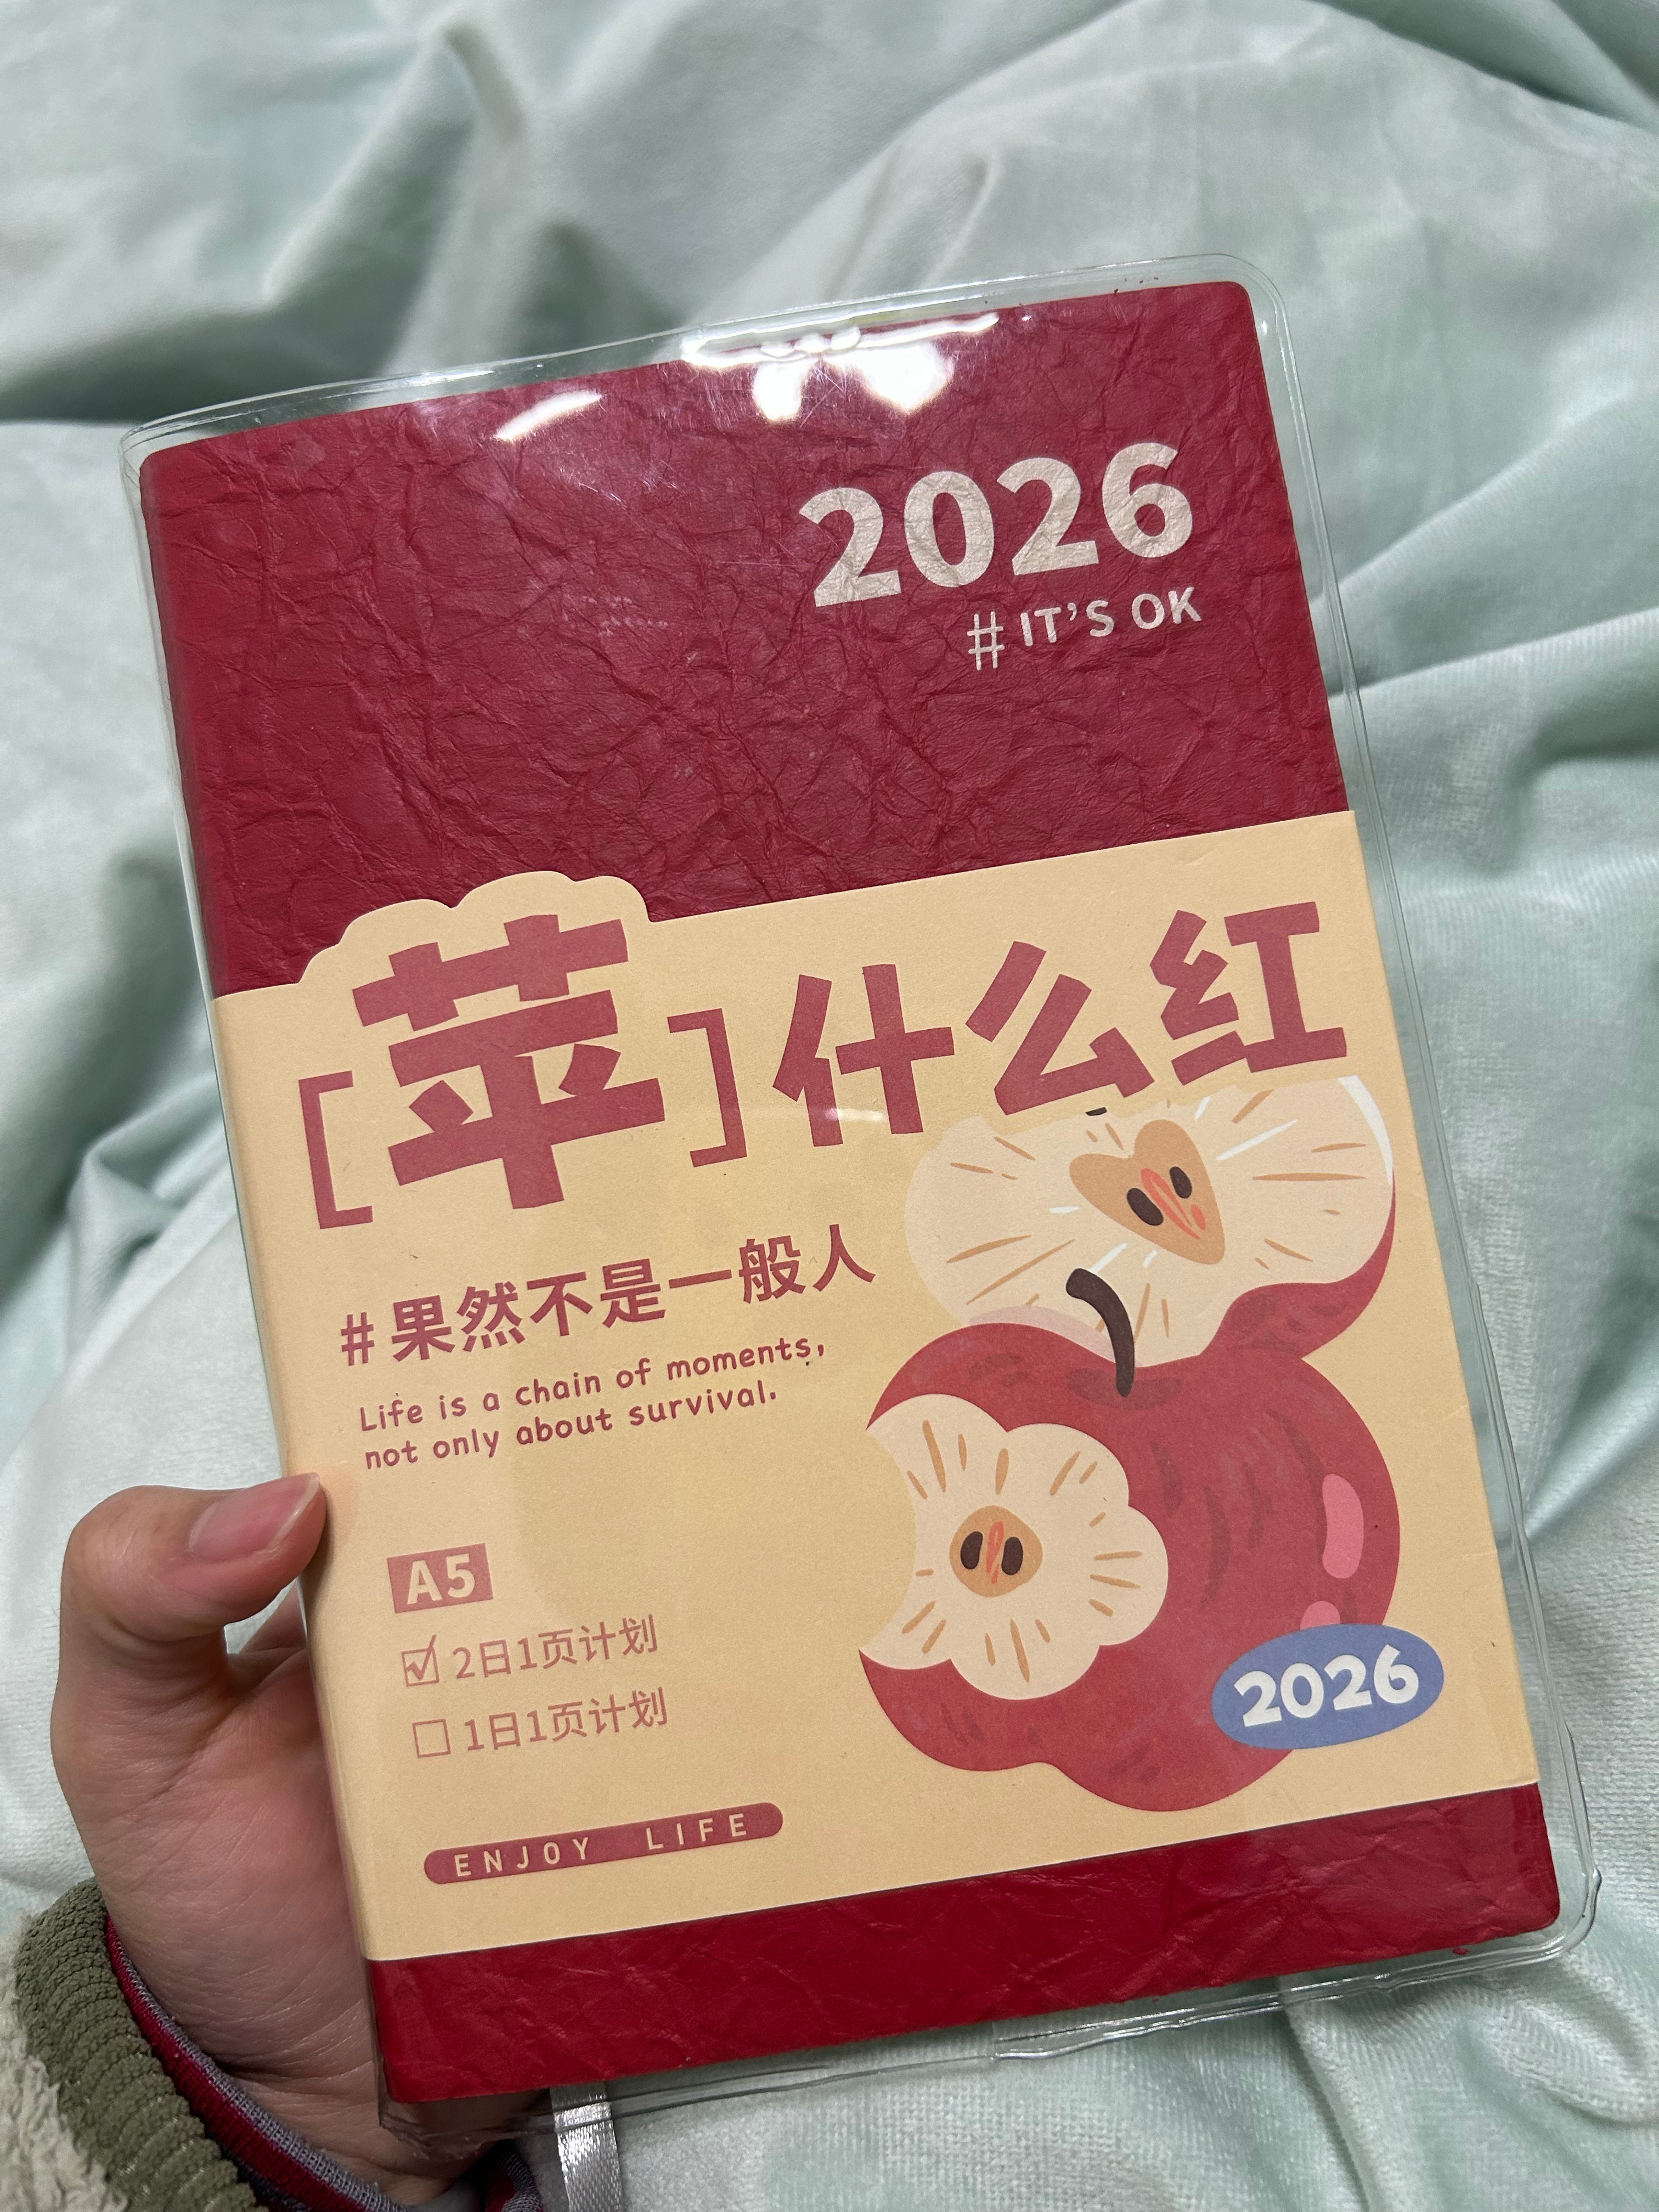 2026
# IT'S OK
[苹]什么红
#果然不是一般人
Life is a chain of moments,
not only about survival.
A5
☑ 2日1页计划
☐ 1日1页计划
2026
ENJOY LIFE